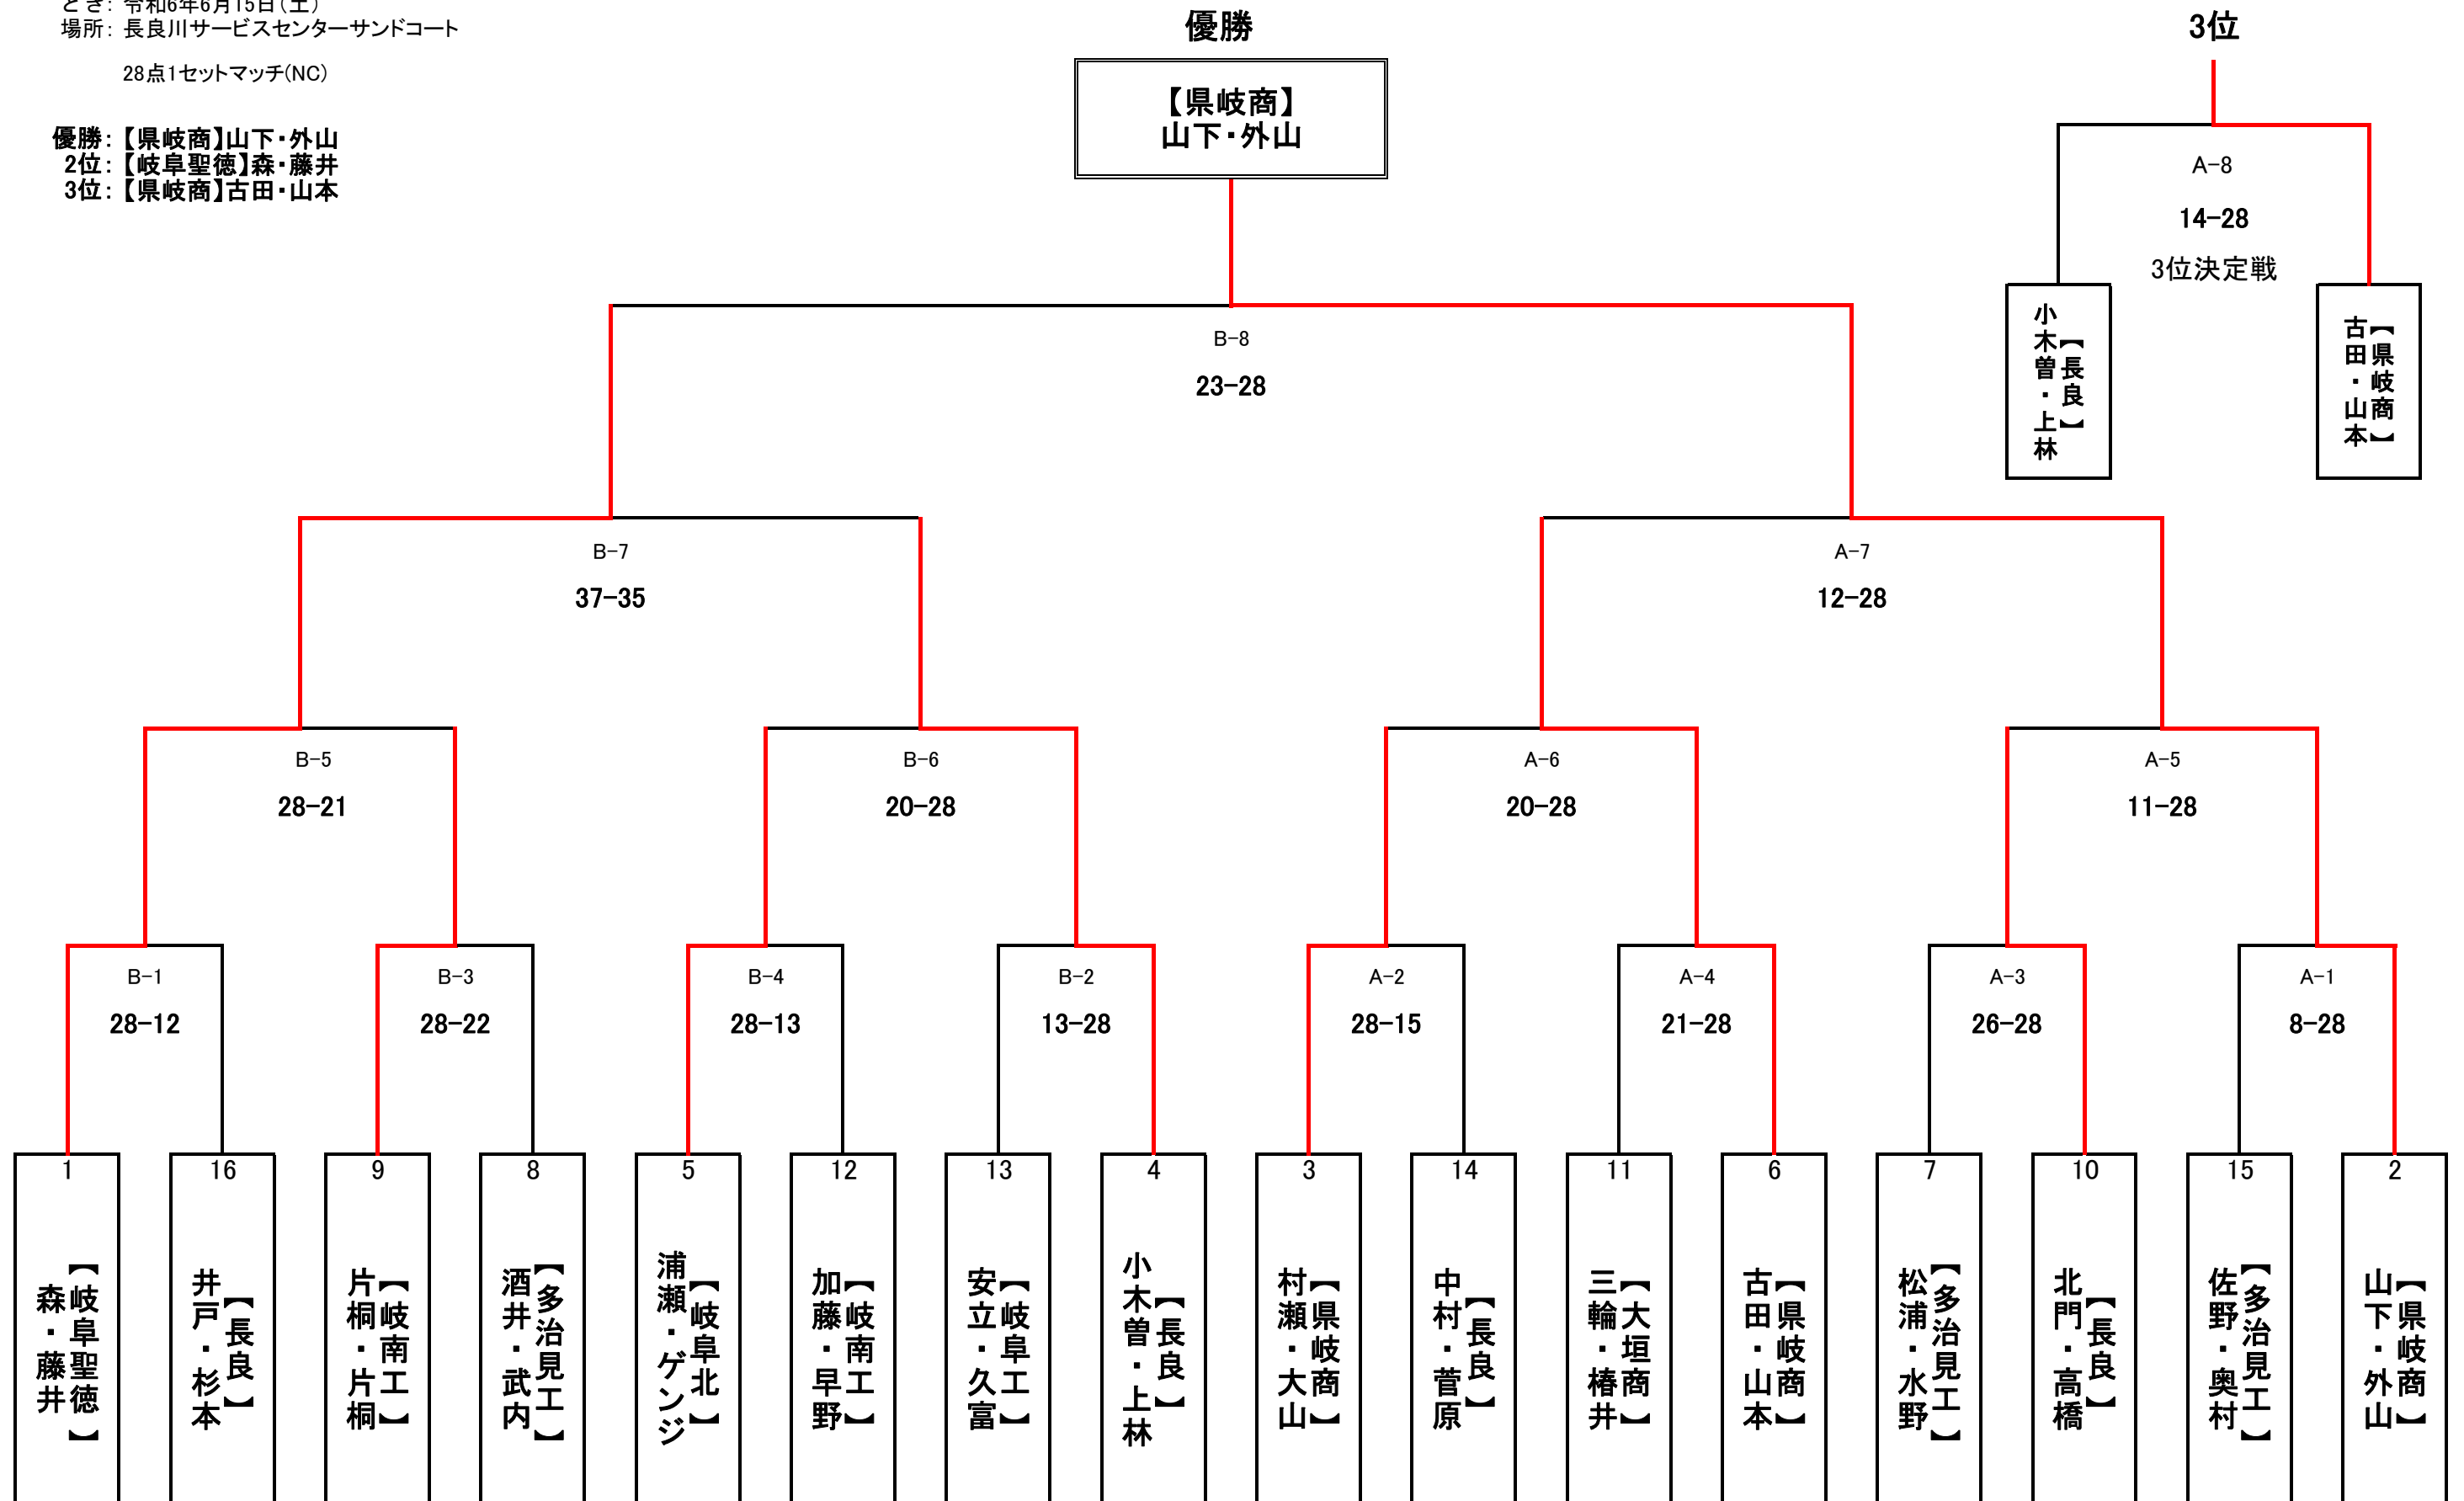 とき： 令和6年6月15日（土）
場所： 長良川サービスセンターサンドコート
28点1セットマッチ(NC)
優勝：【県岐商】山下・外山
2位：【岐阜聖徳】森・藤井
3位：【県岐商】古田・山本
優勝
【県岐商】
山下・外山
3位
A-8
14-28
3位決定戦
【長良】
小木曽・上林
【県岐商】
古田・山本
B-8
23-28
B-7
37-35
A-7
12-28
B-5
28-21
B-6
20-28
A-6
20-28
A-5
11-28
B-1
28-12
B-3
28-22
B-4
28-13
B-2
13-28
A-2
28-15
A-4
21-28
A-3
26-28
A-1
8-28
1
【岐阜聖徳】
森・藤井
16
【長良】
井戸・杉本
9
【岐南工】
片桐・片桐
8
【多治見工】
酒井・武内
5
【岐阜北】
浦瀬・ゲンジ
12
【岐南工】
加藤・早野
13
【岐阜工】
安立・久富
4
【長良】
小木曽・上林
3
【県岐商】
村瀬・大山
14
【長良】
中村・菅原
11
【大垣商】
三輪・椿井
6
【県岐商】
古田・山本
7
【多治見工】
松浦・水野
10
【長良】
北門・高橋
15
【多治見工】
佐野・奥村
2
【県岐商】
山下・外山